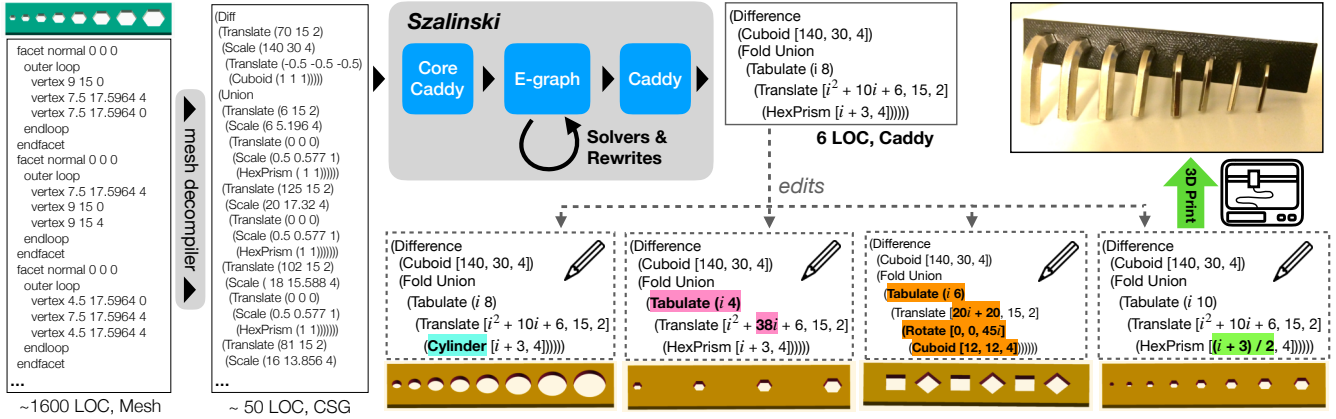 facet normal 0 0 0
outer loop
vertex 9 15 0
vertex 7.5 17.5964 4
vertex 7.5 17.5964 0
endloop
endfacet
facet normal 0 0 0
outer loop
vertex 7.5 17.5964 4
vertex 9 15 0
vertex 9 15 4
endloop
endfacet
facet normal 0 0 0
outer loop
vertex 4.5 17.5964 0
vertex 7.5 17.5964 4
vertex 4.5 17.5964 4
endloop
endfacet
...
~1600 LOC, Mesh
mesh decompiler
(Diff
(Translate (70 15 2)
(Scale (140 30 4)
(Translate (-0.5 -0.5 -0.5)
(Cuboid (1 1 1)))))
(Union
(Translate (6 15 2)
(Scale (6 5.196 4)
(Translate (0 0 0)
(Scale (0.5 0.577 1)
(HexPrism ( 1 1))))))
(Translate (125 15 2)
(Scale (20 17.32 4)
(Translate (0 0 0)
(Scale (0.5 0.577 1)
(HexPrism (1 1)))))))
(Translate (102 15 2)
(Scale ( 18 15.588 4)
(Translate (0 0 0)
(Scale (0.5 0.577 1)
(HexPrism (1 1)))))))
(Translate (81 15 2)
(Scale (16 13.856 4)
...
~ 50 LOC, CSG
Szalinski
Core
Caddy
E-graph
Caddy
Solvers &
Rewrites
(Difference
(Cuboid [140, 30, 4])
(Fold Union
(Tabulate (i 8)
(Translate [i² + 10i + 6, 15, 2]
(HexPrism [i + 3, 4])))))
6 LOC, Caddy
edits
3D Print
(Difference
(Cuboid [140, 30, 4])
(Fold Union
(Tabulate (i 8)
(Translate [i² + 10i + 6, 15, 2]
(Cylinder [i + 3, 4])))))
(Difference
(Cuboid [140, 30, 4])
(Fold Union
(Tabulate (i 4)
(Translate [i² + 38i + 6, 15, 2]
(HexPrism [i + 3, 4])))))
(Difference
(Cuboid [140, 30, 4])
(Fold Union
(Tabulate (i 6)
(Translate [20i + 20, 15, 2]
(Rotate [0, 0, 45i]
(Cuboid [12, 12, 4]))))))
(Difference
(Cuboid [140, 30, 4])
(Fold Union
(Tabulate (i 10)
(Translate [i² + 10i + 6, 15, 2]
(HexPrism [(i + 3) / 2, 4])))))